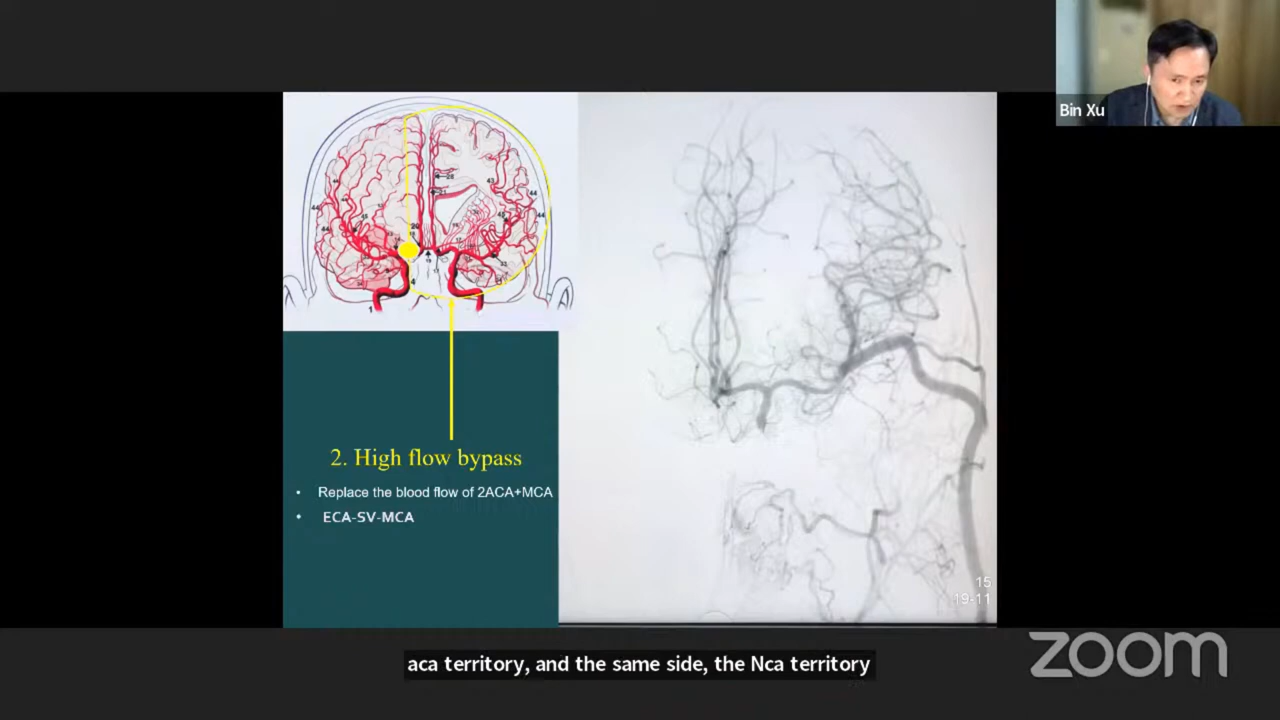 Bin Xu
2. High flow bypass
• Replace the blood flow of 2ACA+MCA
• ECA-SV-MCA
15
19-11
aca territory, and the same side, the Nca territory
zoom